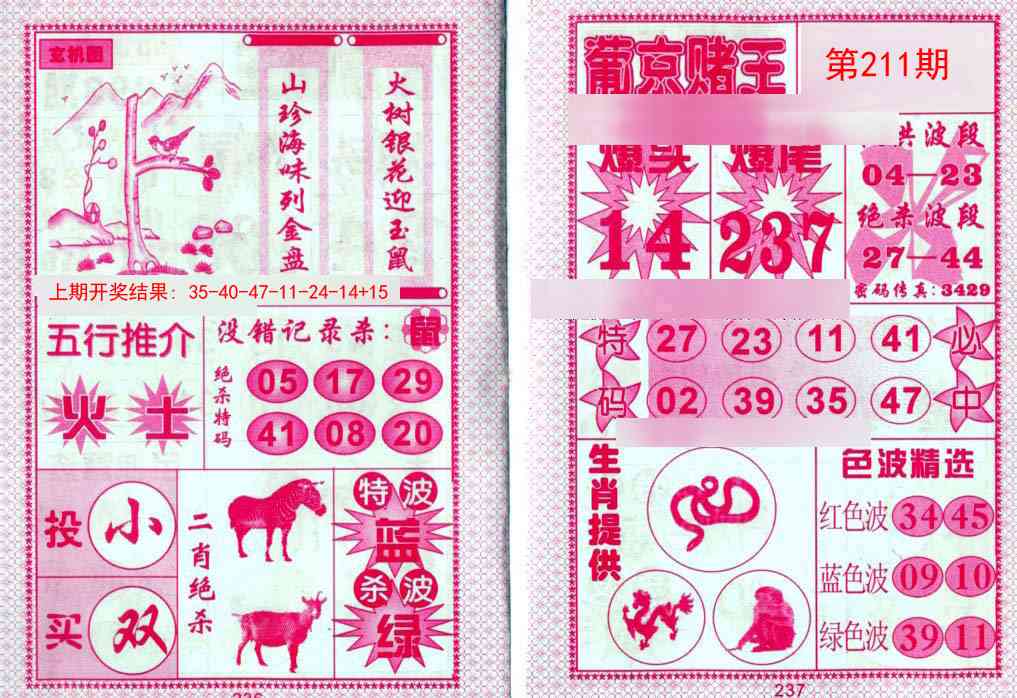 玄机图
火树银花迎玉鼠
山珍海味列金盘
上期开奖结果: 35-40-47-11-24-14+15
五行推介
火 土
没错记录杀: 鼠
绝杀特码
05 17 29
41 08 20
投 小
买 双
二肖绝杀
特波
蓝
杀波
绿
葡京赌王
第211期
爆头
14
爆尾
237
共波段
04—23
绝杀波段
27—44
密码传真:3429
特码
27 23 11 41
02 39 35 47
必中
生肖提供
色波精选
红色波 34 45
蓝色波 09 10
绿色波 39 11
237